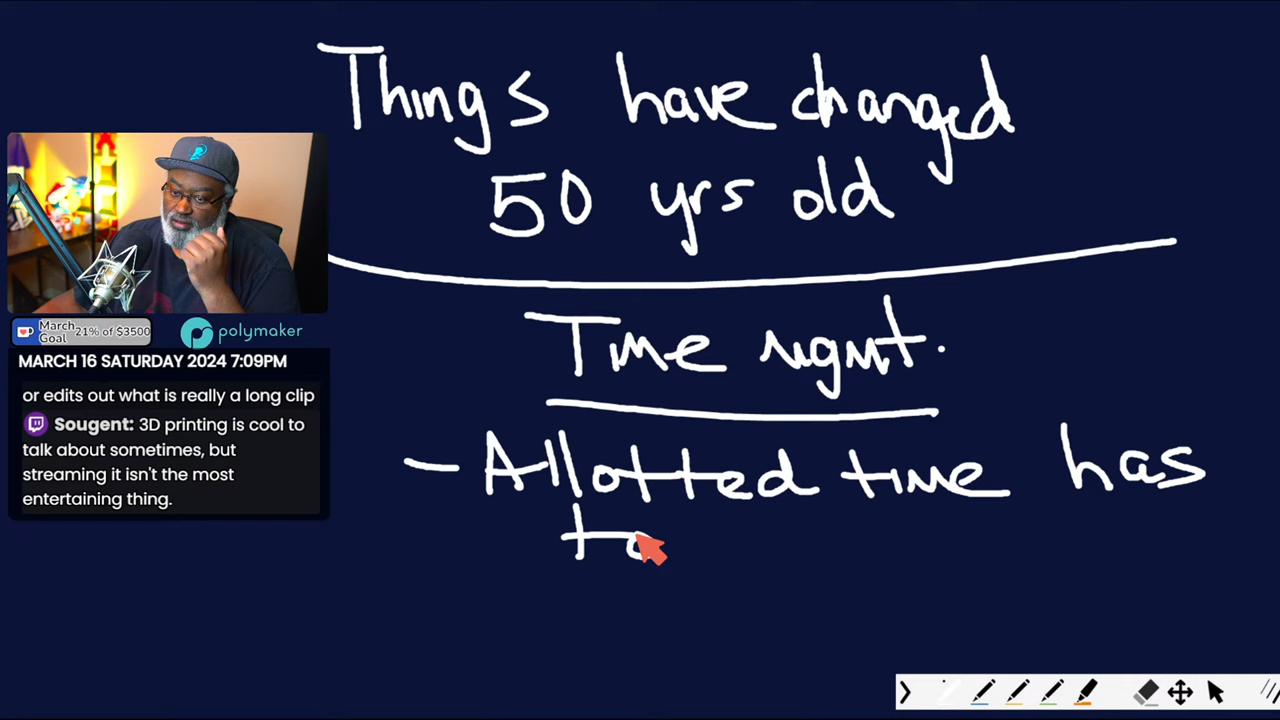 Things have changed
50 yrs old
Time mgmt.
- Allotted time has
to
March
Goal
21% of $3500
polymaker
MARCH 16 SATURDAY 2024 7:09PM
or edits out what is really a long clip
Sougent: 3D printing is cool to
talk about sometimes, but
streaming it isn't the most
entertaining thing.